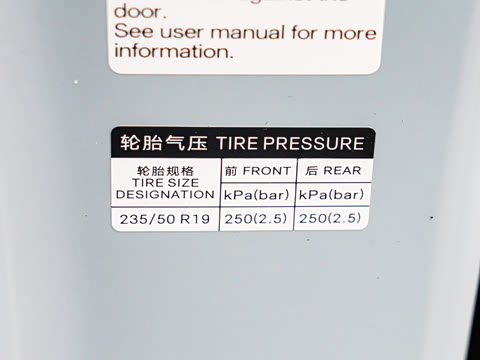 door.
See user manual for more
information.
轮胎气压 TIRE PRESSURE
轮胎规格 前 FRONT 后 REAR
TIRE SIZE
DESIGNATION kPa(bar) kPa(bar)
235/50 R19 250(2.5) 250(2.5)